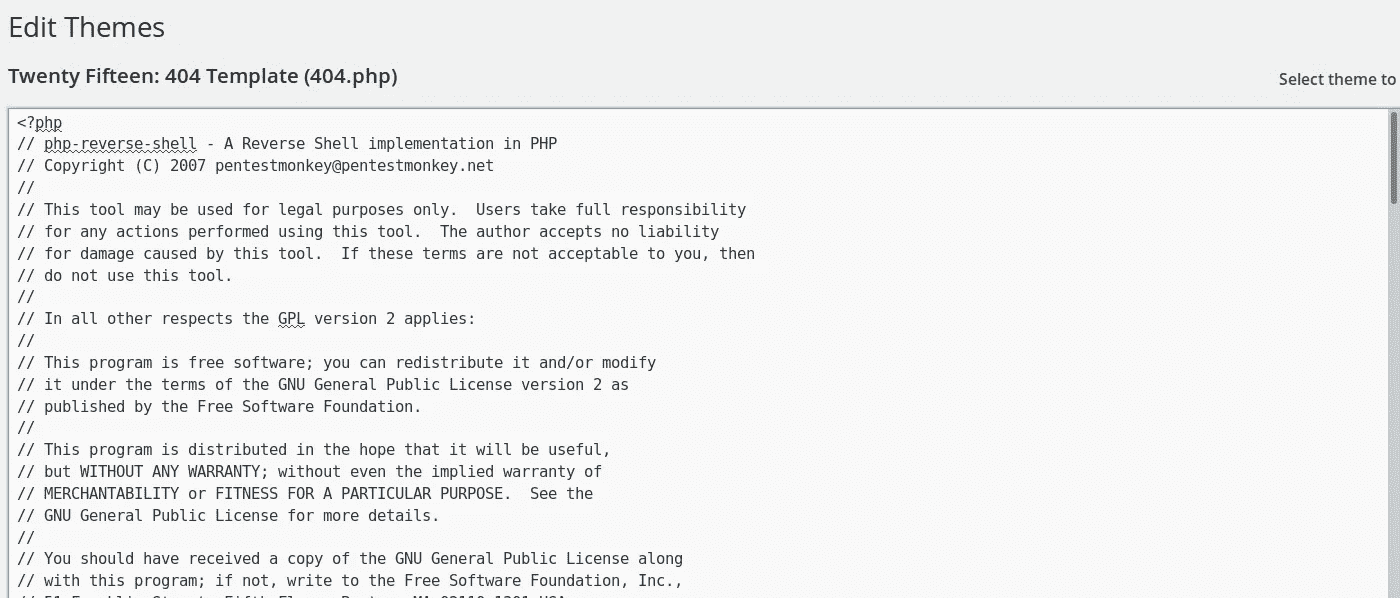 Edit Themes
Twenty Fifteen: 404 Template (404.php)
Select theme to
<?php
// php-reverse-shell - A Reverse Shell implementation in PHP
// Copyright (C) 2007 pentestmonkey@pentestmonkey.net
//
// This tool may be used for legal purposes only.  Users take full responsibility
// for any actions performed using this tool.  The author accepts no liability
// for damage caused by this tool.  If these terms are not acceptable to you, then
// do not use this tool.
//
// In all other respects the GPL version 2 applies:
//
// This program is free software; you can redistribute it and/or modify
// it under the terms of the GNU General Public License version 2 as
// published by the Free Software Foundation.
//
// This program is distributed in the hope that it will be useful,
// but WITHOUT ANY WARRANTY; without even the implied warranty of
// MERCHANTABILITY or FITNESS FOR A PARTICULAR PURPOSE.  See the
// GNU General Public License for more details.
//
// You should have received a copy of the GNU General Public License along
// with this program; if not, write to the Free Software Foundation, Inc.,